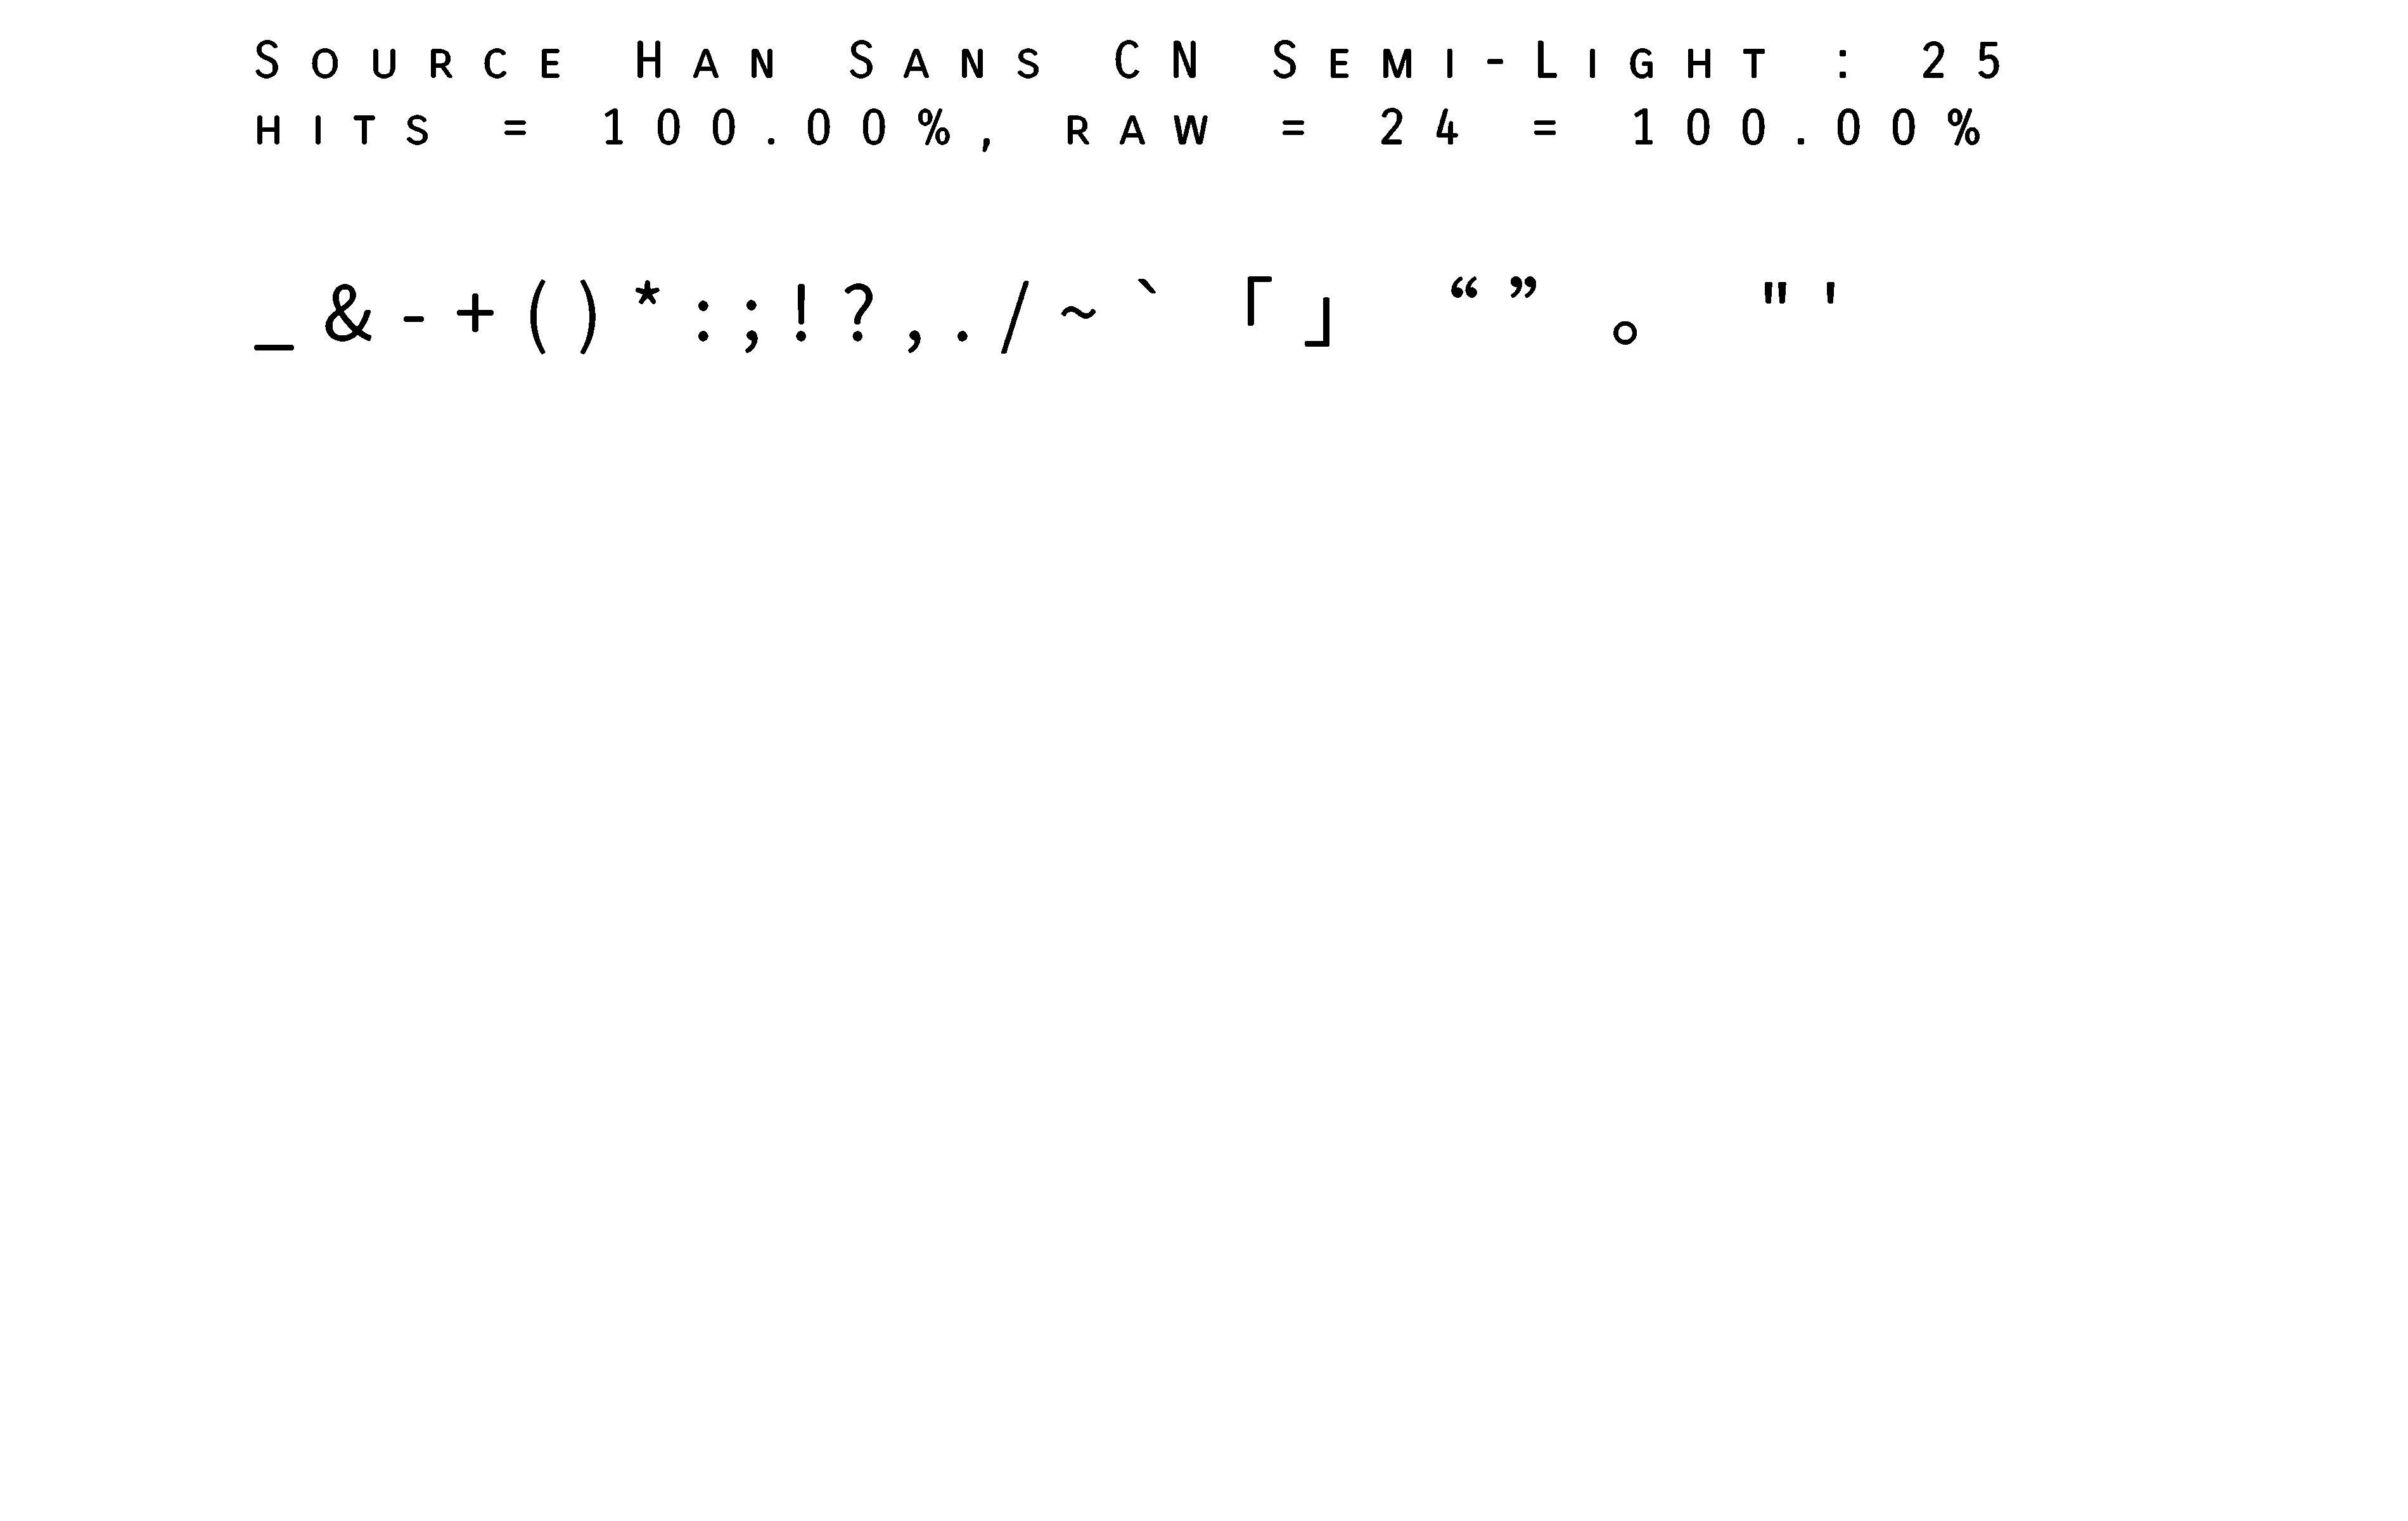 Source Han Sans CN Semi-Light : 25
hits = 100.00%, raw = 24 = 100.00%
_&-+()*:;!?,./~`「」“”。"'